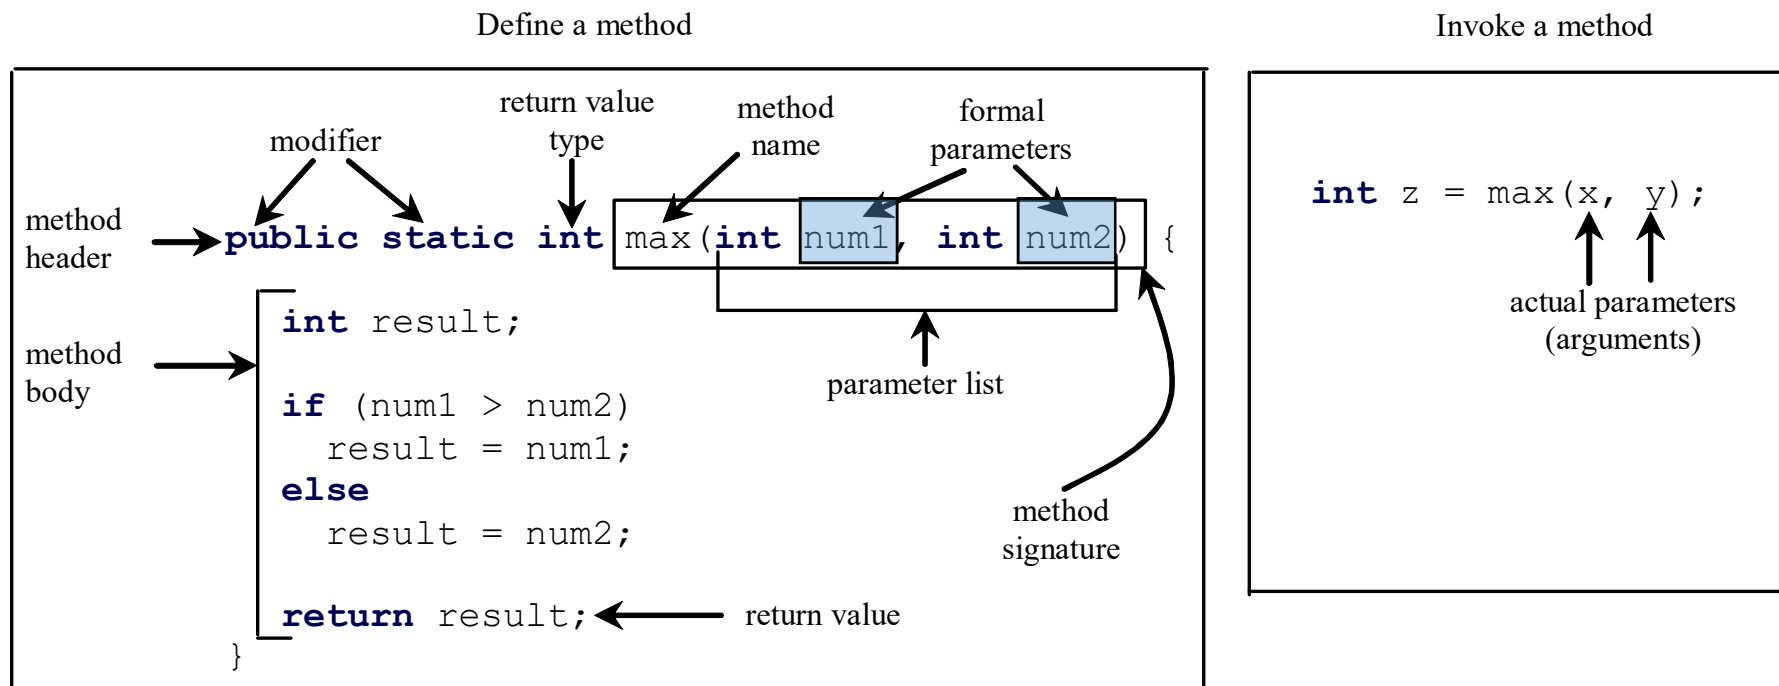 Define a method
Invoke a method
return value
type
method
name
formal
parameters
modifier
method
header
public static int max(int num1, int num2) {
int result;
method
body
parameter list
if (num1 > num2)
result = num1;
else
result = num2;
method
signature
return result;
return value
}
int z = max(x, y);
actual parameters
(arguments)